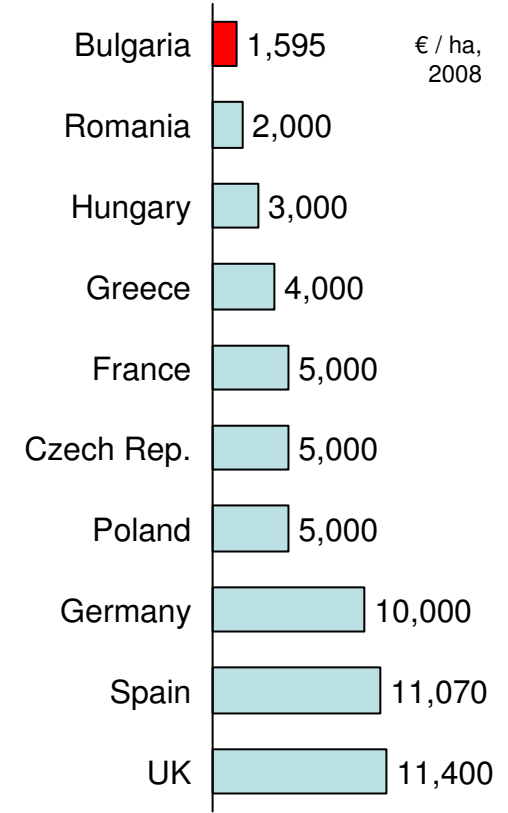 Bulgaria 1,595 € / ha,
2008
Romania 2,000
Hungary 3,000
Greece 4,000
France 5,000
Czech Rep. 5,000
Poland 5,000
Germany 10,000
Spain 11,070
UK 11,400